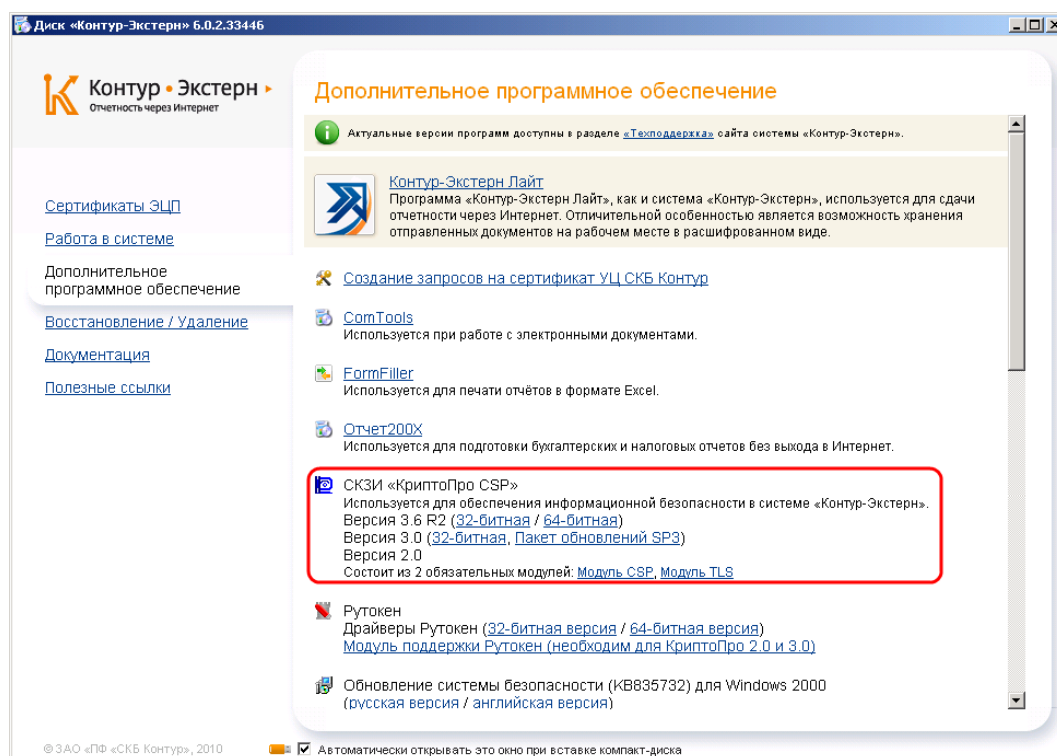 Диск «Контур-Экстерн» 6.0.2.33446
Контур • Экстерн
Отчетность через Интернет
Сертификаты ЭЦП
Работа в системе
Дополнительное
программное обеспечение
Восстановление / Удаление
Документация
Полезные ссылки
Дополнительное программное обеспечение
Актуальные версии программ доступны в разделе «Техподдержка» сайта системы «Контур-Экстерн».
Контур-Экстерн Лайт
Программа «Контур-Экстерн Лайт», как и система «Контур-Экстерн», используется для сдачи
отчетности через Интернет. Отличительной особенностью является возможность хранения
отправленных документов на рабочем месте в расшифрованном виде.
Создание запросов на сертификат УЦ СКБ Контур
ComTools
Используется при работе с электронными документами.
FormFiller
Используется для печати отчётов в формате Excel.
Отчет200X
Используется для подготовки бухгалтерских и налоговых отчетов без выхода в Интернет.
СКЗИ «КриптоПро CSP»
Используется для обеспечения информационной безопасности в системе «Контур-Экстерн».
Версия 3.6 R2 (32-битная / 64-битная)
Версия 3.0 (32-битная, Пакет обновлений SP3)
Версия 2.0
Состоит из 2 обязательных модулей: Модуль CSP, Модуль TLS
Рутокен
Драйверы Рутокен (32-битная версия / 64-битная версия)
Модуль поддержки Рутокен (необходим для КриптоПро 2.0 и 3.0)
Обновление системы безопасности (KB835732) для Windows 2000
(русская версия / английская версия)
© ЗАО «ПФ «СКБ Контур», 2010
Автоматически открывать это окно при вставке компакт-диска